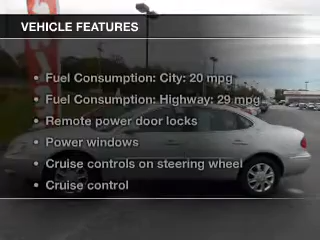 VEHICLE FEATURES
• Fuel Consumption: City: 20 mpg
• Fuel Consumption: Highway: 29 mpg
• Remote power door locks
• Power windows
• Cruise controls on steering wheel
• Cruise control